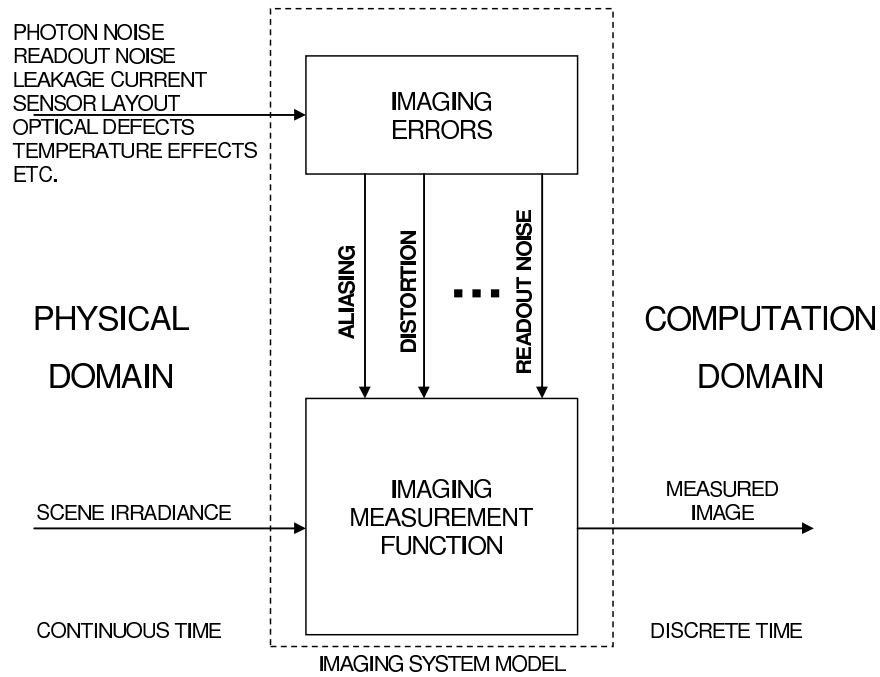 PHOTON NOISE
READOUT NOISE
LEAKAGE CURRENT
SENSOR LAYOUT
OPTICAL DEFECTS
TEMPERATURE EFFECTS
ETC.
IMAGING
ERRORS
ALIASING
DISTORTION
READOUT NOISE
PHYSICAL
DOMAIN
COMPUTATION
DOMAIN
SCENE IRRADIANCE
IMAGING
MEASUREMENT
FUNCTION
MEASURED
IMAGE
CONTINUOUS TIME
DISCRETE TIME
IMAGING SYSTEM MODEL